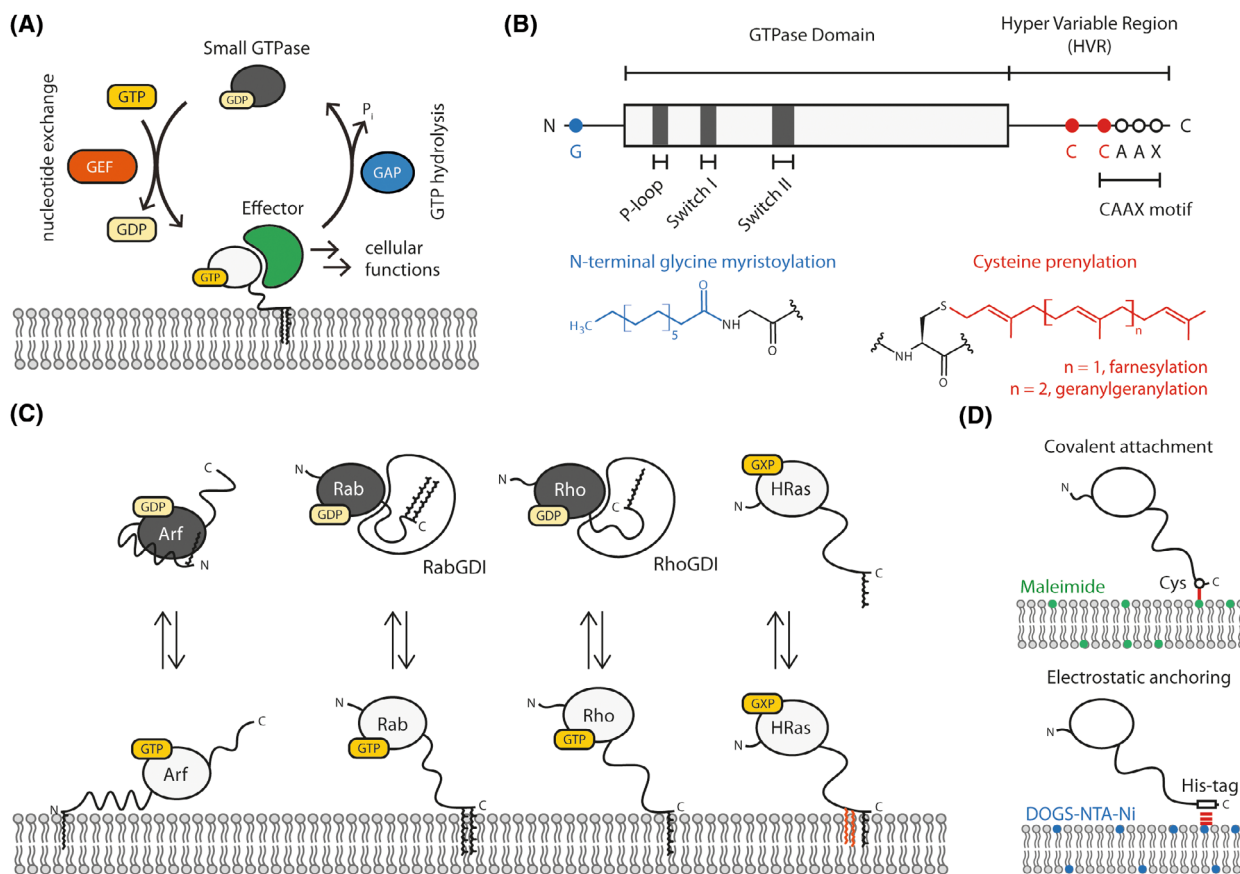 (A)
Small GTPase
GDP
GTP
nucleotide exchange
GEF
GDP
Pi
GAP
GTP hydrolysis
Effector
GTP
cellular
functions
(B)
GTPase Domain
Hyper Variable Region
(HVR)
N
G
C
C
A
A
X
C
P-loop
Switch I
Switch II
CAAX motif
N-terminal glycine myristoylation
H3C
5
O
NH
O
Cysteine prenylation
S
NH
O
n
n = 1, farnesylation
n = 2, geranylgeranylation
(C)
C
GDP
Arf
N
N
Rab
GDP
C
RabGDI
N
Rho
GDP
C
RhoGDI
GXP
HRas
N
C
N
GTP
Arf
C
N
Rab
GTP
C
N
Rho
GTP
C
GXP
HRas
N
C
(D)
Covalent attachment
N
Cys
C
Maleimide
Electrostatic anchoring
N
His-tag
C
DOGS-NTA-Ni